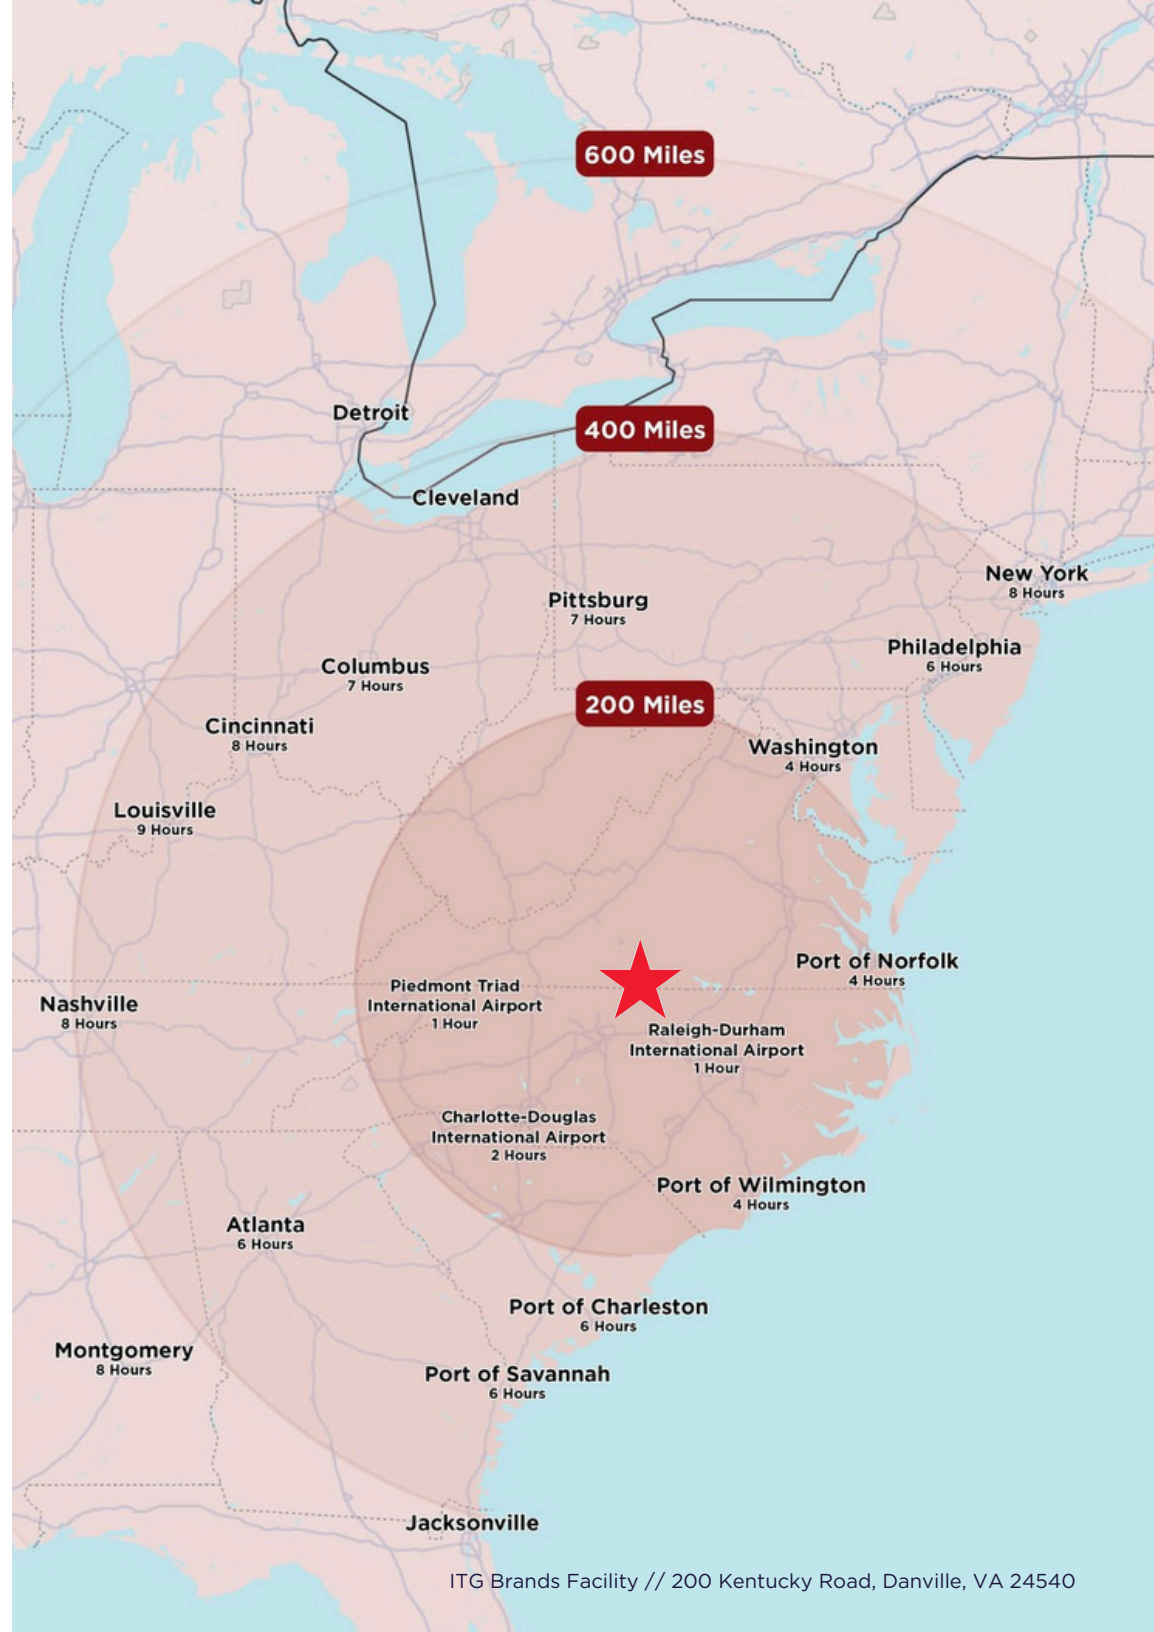 600 Miles
Detroit
400 Miles
Cleveland
New York
8 Hours
Pittsburg
7 Hours
Philadelphia
6 Hours
Columbus
7 Hours
200 Miles
Cincinnati
8 Hours
Washington
4 Hours
Louisville
9 Hours
Port of Norfolk
4 Hours
Piedmont Triad
International Airport
1 Hour
Nashville
8 Hours
Raleigh-Durham
International Airport
1 Hour
Charlotte-Douglas
International Airport
2 Hours
Port of Wilmington
4 Hours
Atlanta
6 Hours
Port of Charleston
6 Hours
Montgomery
8 Hours
Port of Savannah
6 Hours
Jacksonville
ITG Brands Facility // 200 Kentucky Road, Danville, VA 24540